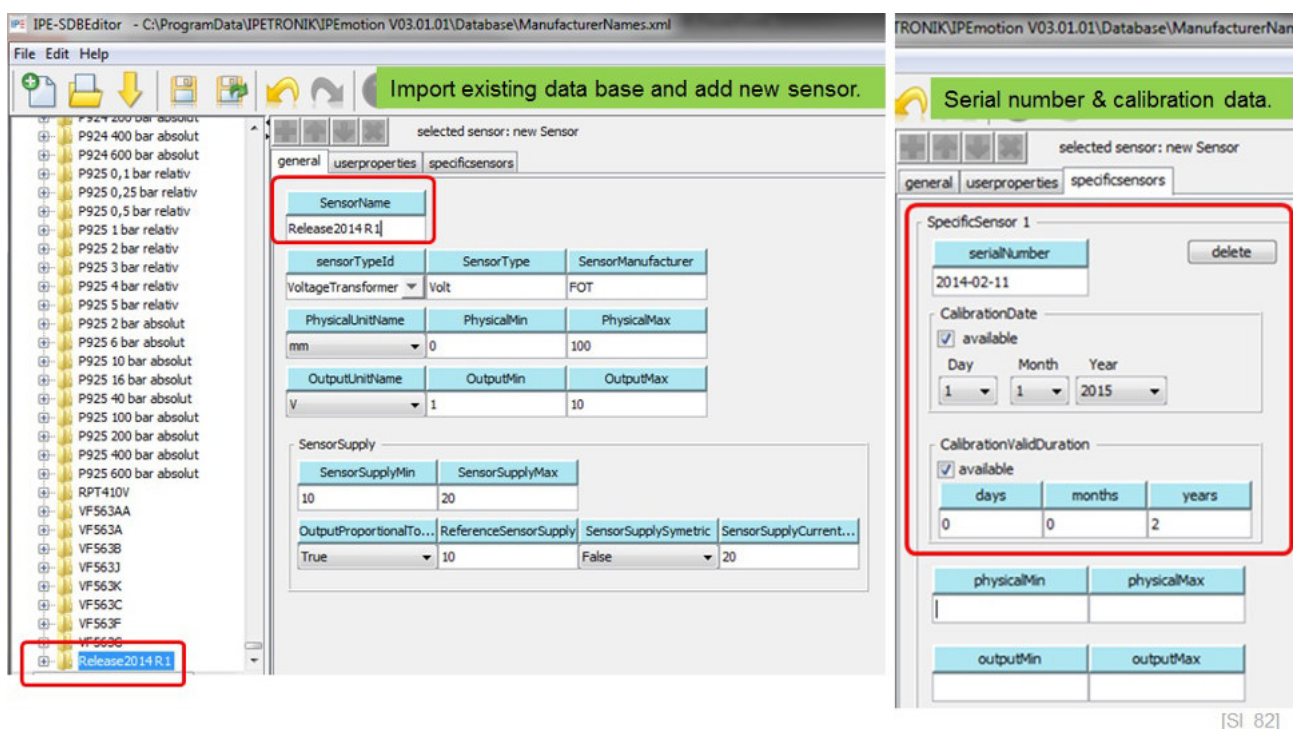 IPE-SDBEditor - C:\ProgramData\IPETRONIK\IPEmotion V03.01.01\Database\ManufacturerNames.xml
File Edit Help
Import existing data base and add new sensor.
P924 200 bar absolut
P924 400 bar absolut
P924 600 bar absolut
P925 0,1 bar relativ
P925 0,25 bar relativ
P925 0,5 bar relativ
P925 1 bar relativ
P925 2 bar relativ
P925 3 bar relativ
P925 4 bar relativ
P925 5 bar relativ
P925 2 bar absolut
P925 6 bar absolut
P925 10 bar absolut
P925 16 bar absolut
P925 40 bar absolut
P925 100 bar absolut
P925 200 bar absolut
P925 400 bar absolut
P925 600 bar absolut
RPT410V
VF563AA
VF563A
VF563B
VF563J
VF563K
VF563C
VF563F
VF563G
Release2014 R1
selected sensor: new Sensor
general userproperties specificsensors
SensorName
Release2014 R1
sensorTypeId SensorType SensorManufacturer
VoltageTransformer Volt FOT
PhysicalUnitName PhysicalMin PhysicalMax
mm 0 100
OutputUnitName OutputMin OutputMax
V 1 10
SensorSupply
SensorSupplyMin SensorSupplyMax
10 20
OutputProportionalTo... ReferenceSensorSupply SensorSupplySymetric SensorSupplyCurrent...
True 10 False 20
TRONIK\IPEmotion V03.01.01\Database\ManufacturerNam
Serial number & calibration data.
selected sensor: new Sensor
general userproperties specificsensors
SpecificSensor 1
serialNumber delete
2014-02-11
CalibrationDate
available
Day Month Year
1 1 2015
CalibrationValidDuration
available
days months years
0 0 2
physicalMin physicalMax
outputMin outputMax
[SI_82]